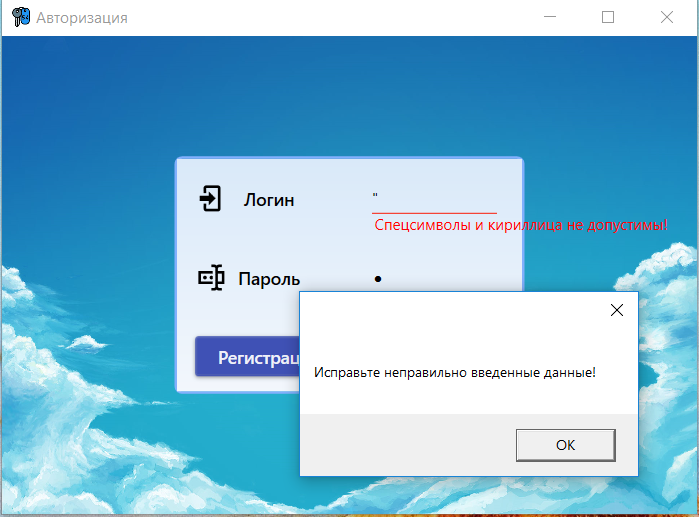 Авторизация
Логин
"
Спецсимволы и кириллица не допустимы!
Пароль
•
Регистрац
Исправьте неправильно введенные данные!
OK